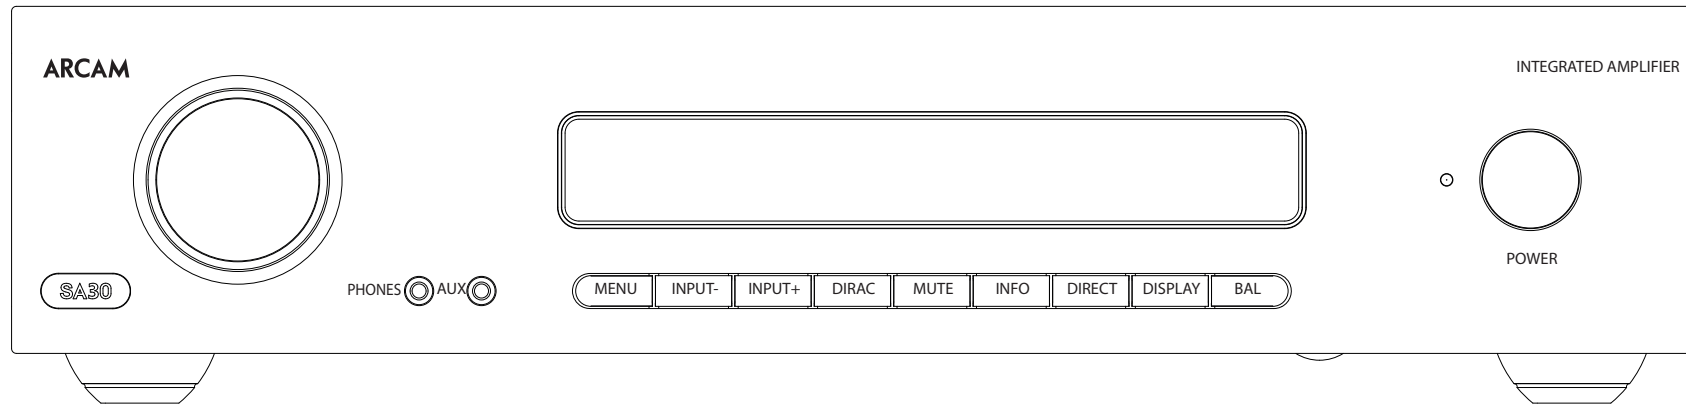 ARCAM
INTEGRATED AMPLIFIER
POWER
SA30
PHONES
AUX
MENU INPUT- INPUT+ DIRAC MUTE INFO DIRECT DISPLAY BAL